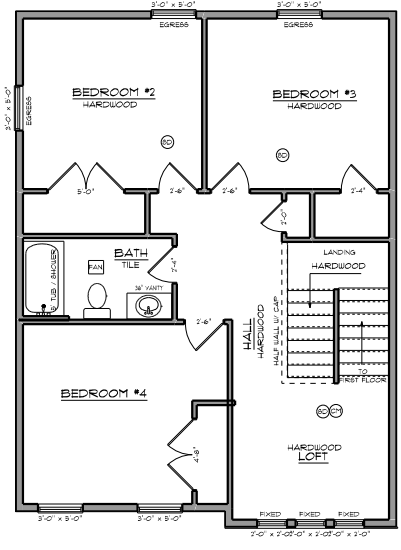 3'-0" x 5'-0"
EGRESS
3'-0" x 5'-0"
EGRESS
3'-0" x 5'-0"
EGRESS
BEDROOM #2
HARDWOOD
BEDROOM #3
HARDWOOD
SD
SD
5'-0"
2'-6"
2'-6"
2'-4"
2'-0"
BATH
TILE
FAN
5' TUB / SHOWER
36" VANITY
2'-4"
LANDING
HARDWOOD
HALL
HARDWOOD
HALF WALL W/ CAP
2'-6"
TO
FIRST FLOOR
BEDROOM #4
SD
CM
4'-8"
HARDWOOD
LOFT
3'-0" x 5'-0"
3'-0" x 5'-0"
FIXED
FIXED
FIXED
2'-0" x 2'-0"
2'-0" x 2'-0"
2'-0" x 2'-0"